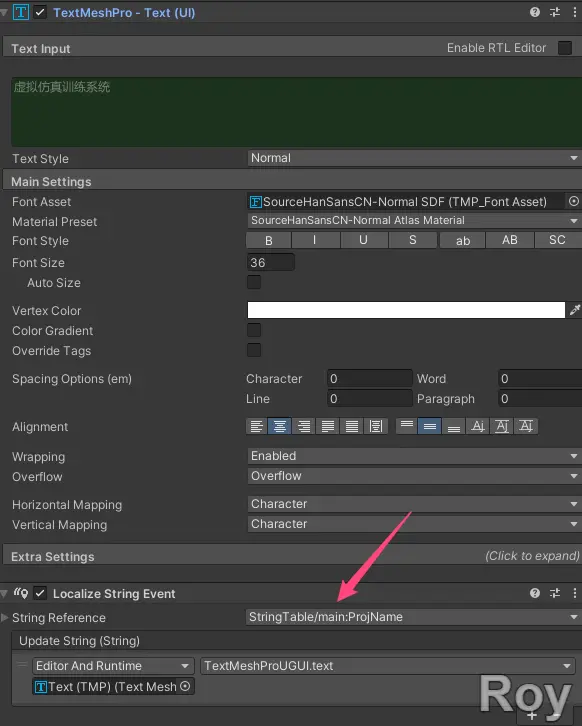 TextMeshPro - Text (UI)
Text Input Enable RTL Editor
虚拟仿真训练系统
Text Style Normal
Main Settings
Font Asset SourceHanSansCN-Normal SDF (TMP_Font Asset)
Material Preset SourceHanSansCN-Normal Atlas Material
Font Style B I U S ab AB SC
Font Size 36
Auto Size
Vertex Color
Color Gradient
Override Tags
Spacing Options (em) Character 0 Word 0
Line 0 Paragraph 0
Alignment
Wrapping Enabled
Overflow Overflow
Horizontal Mapping Character
Vertical Mapping Character
Extra Settings (Click to expand)
Localize String Event
String Reference StringTable/main:ProjName
Update String (String)
Editor And Runtime TextMeshProUGUI.text
Text (TMP) (Text Mesh
Roy